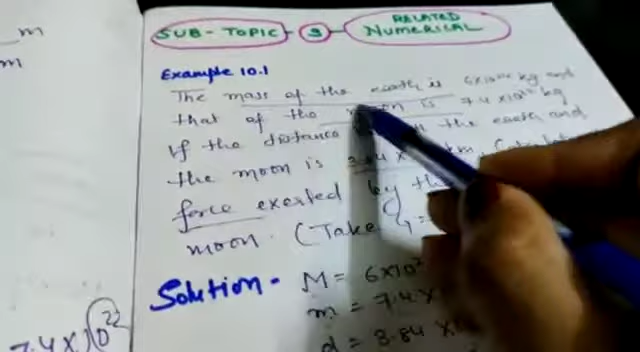 m
m
SUB-TOPIC-3-RELATED NUMERICAL
Example 10.1
The mass of the earth is 6×10²⁴ kg and
that of the moon is 7.4×10²² kg
If the distance the earth and
the moon is
force exerted by the
moon. (Take G=
Solution- M= 6×10²
m = 7.4×
d = 3.84 ×
7.4×10²²